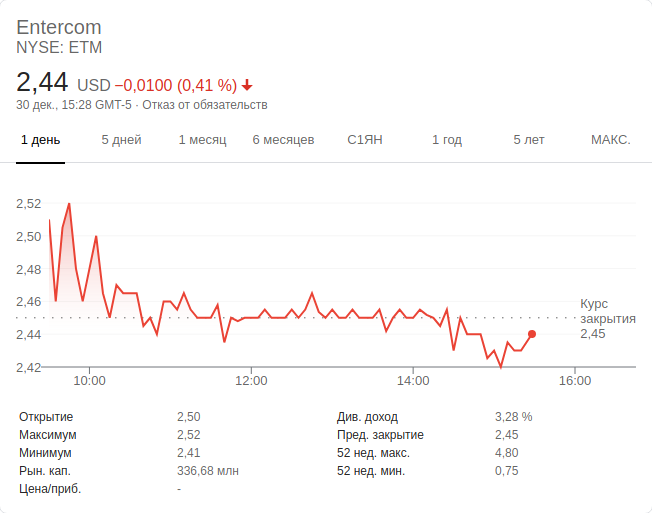 Entercom
NYSE: ETM
2,44 USD −0,0100 (0,41 %)
30 дек., 15:28 GMT-5 · Отказ от обязательств
1 день 5 дней 1 месяц 6 месяцев С1ЯН 1 год 5 лет МАКС.
2,52
2,50
2,48
2,46
2,44
2,42
Курс
закрытия
2,45
10:00 12:00 14:00 16:00
Открытие 2,50 Див. доход 3,28 %
Максимум 2,52 Пред. закрытие 2,45
Минимум 2,41 52 нед. макс. 4,80
Рын. кап. 336,68 млн 52 нед. мин. 0,75
Цена/приб. -